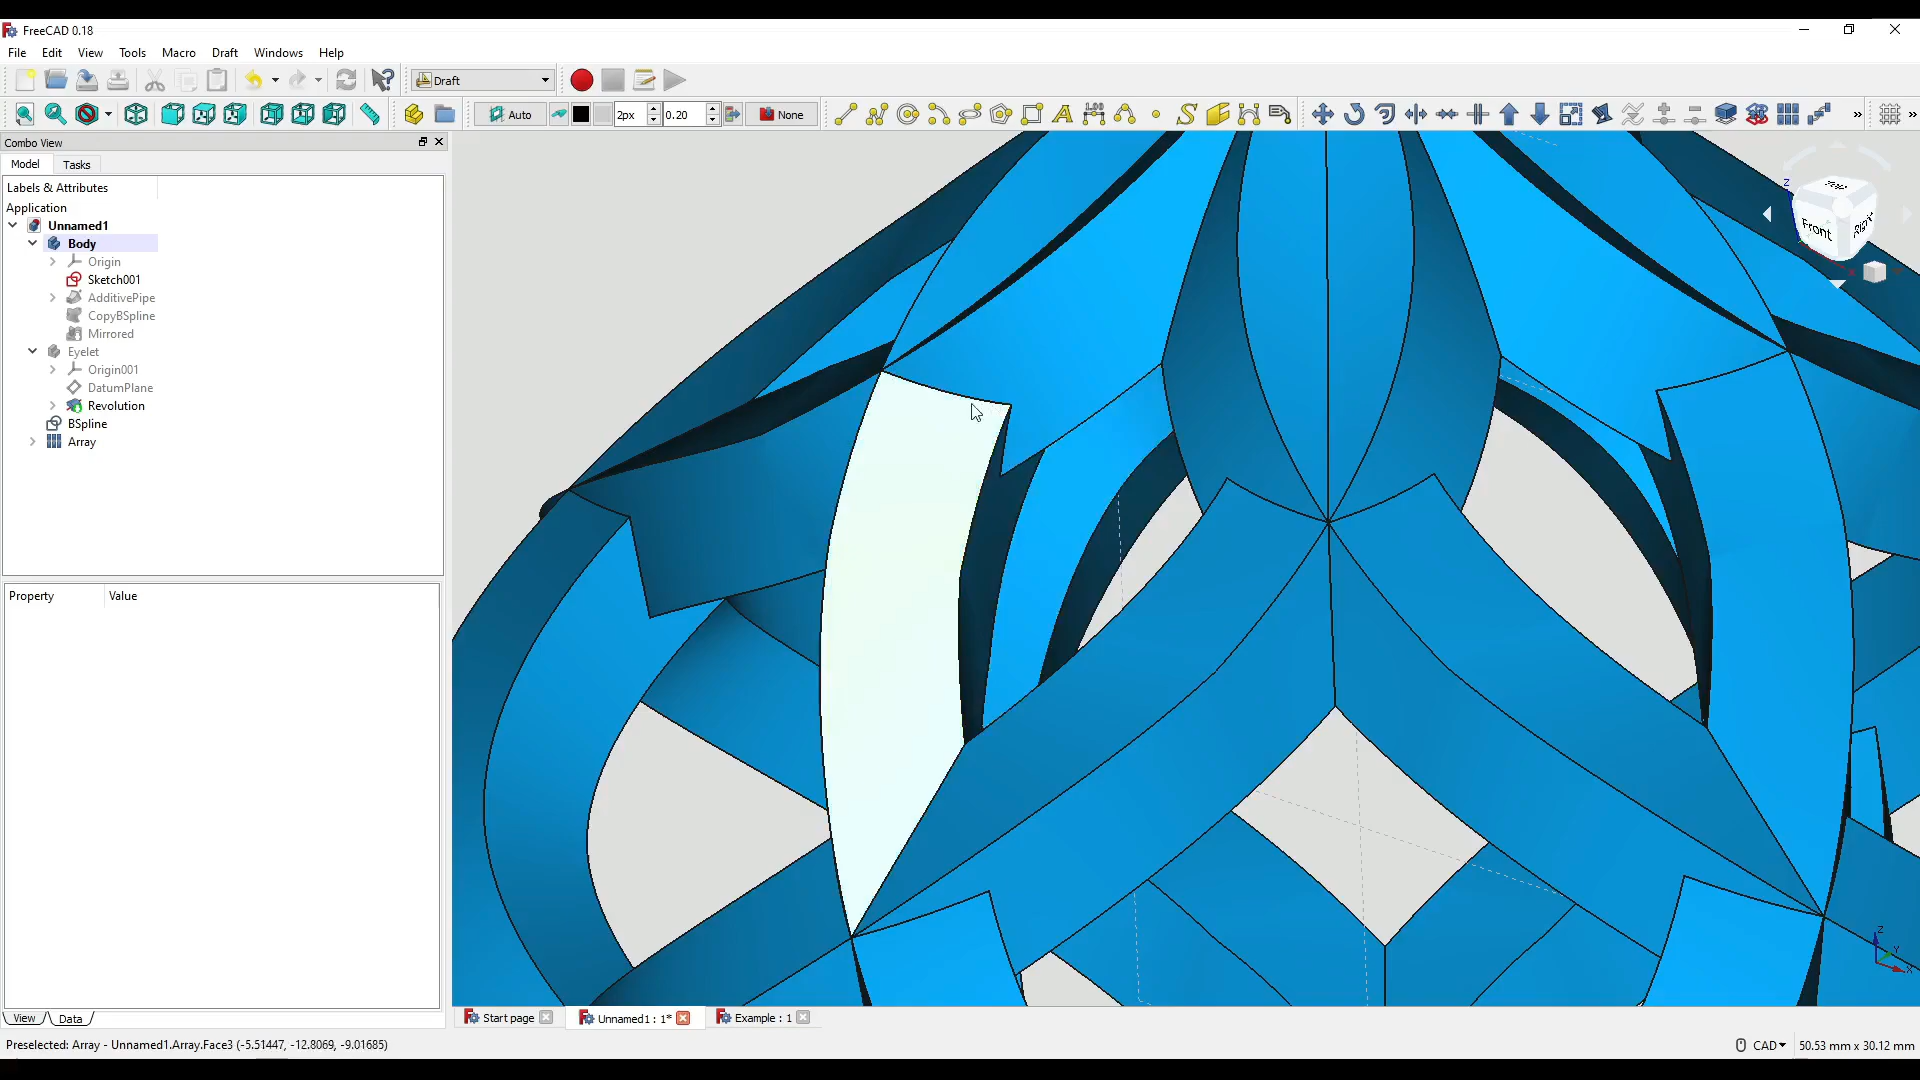 FreeCAD 0.18
File Edit View Tools Macro Draft Windows Help
Draft
Auto 2px 0.20 None
Combo View
Model Tasks
Labels & Attributes
Application
Unnamed1
Body
Origin
Sketch001
AdditivePipe
CopyBSpline
Mirrored
Eyelet
Origin001
DatumPlane
Revolution
BSpline
Array
Property Value
View Data
Z
TOP
Front Right
Z
Y
X
Start page Unnamed1 : 1* Example : 1
Preselected: Array - Unnamed1.Array.Face3 (-5.51447, -12.8069, -9.01685) CAD 50.53 mm x 30.12 mm